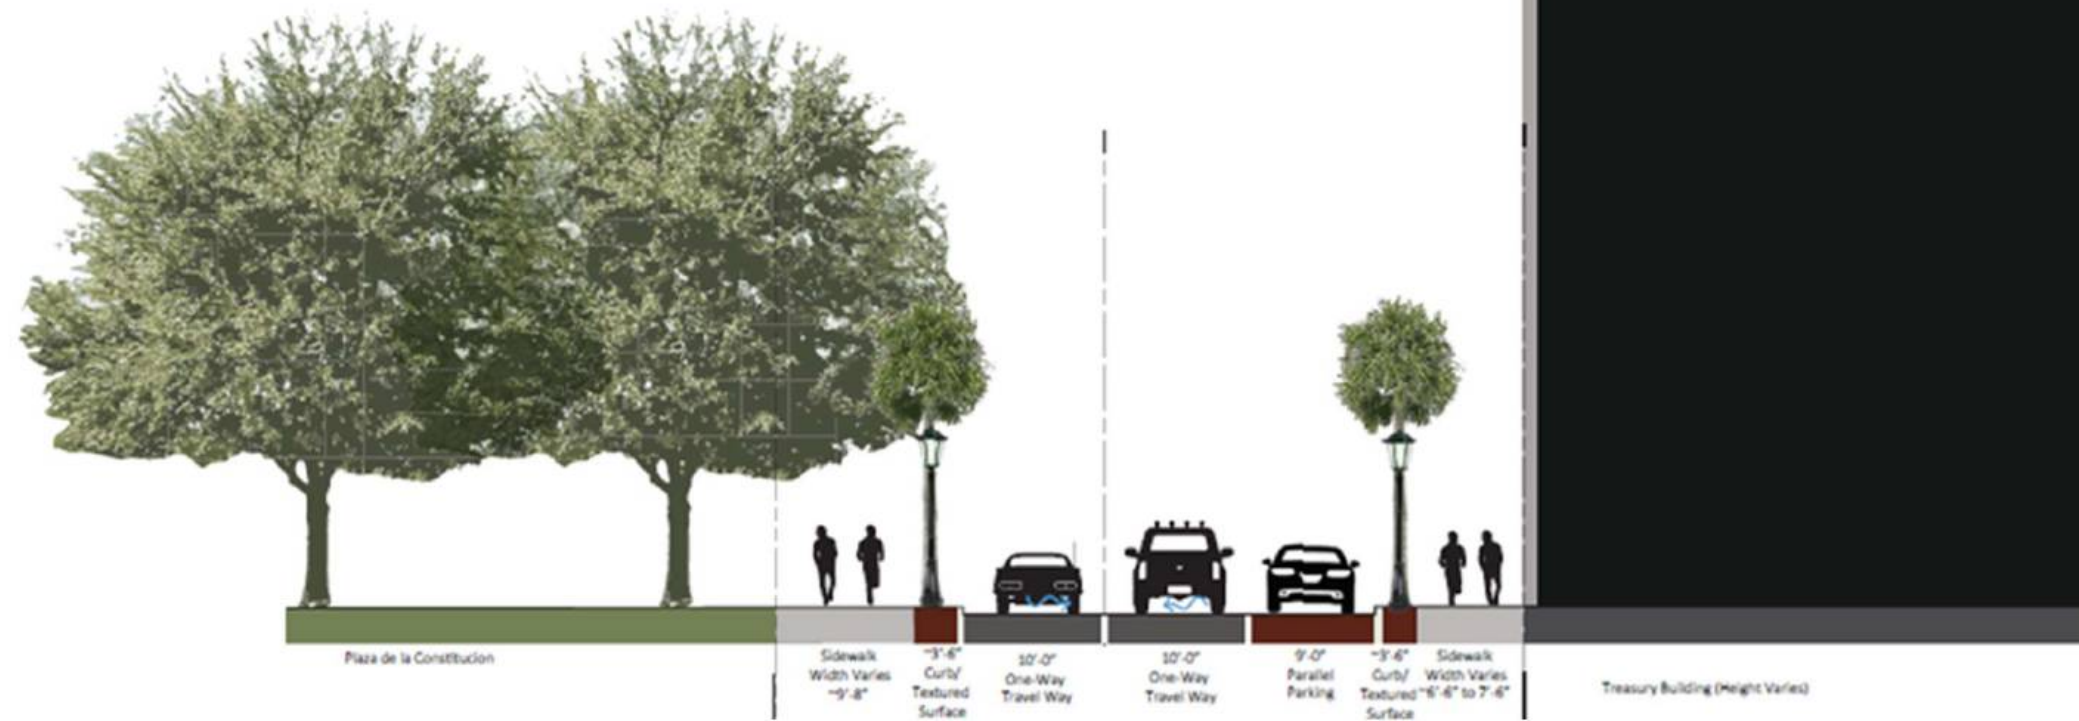 Plaza de la Constitucion
Sidewalk
Width Varies
~9'-8"
~3'-6"
Curb/
Textured
Surface
10'-0"
One-Way
Travel Way
10'-0"
One-Way
Travel Way
9'-0"
Parallel
Parking
~3'-6"
Curb/
Textured
Surface
Sidewalk
Width Varies
~6'-6" to 7'-6"
Treasury Building (Height Varies)